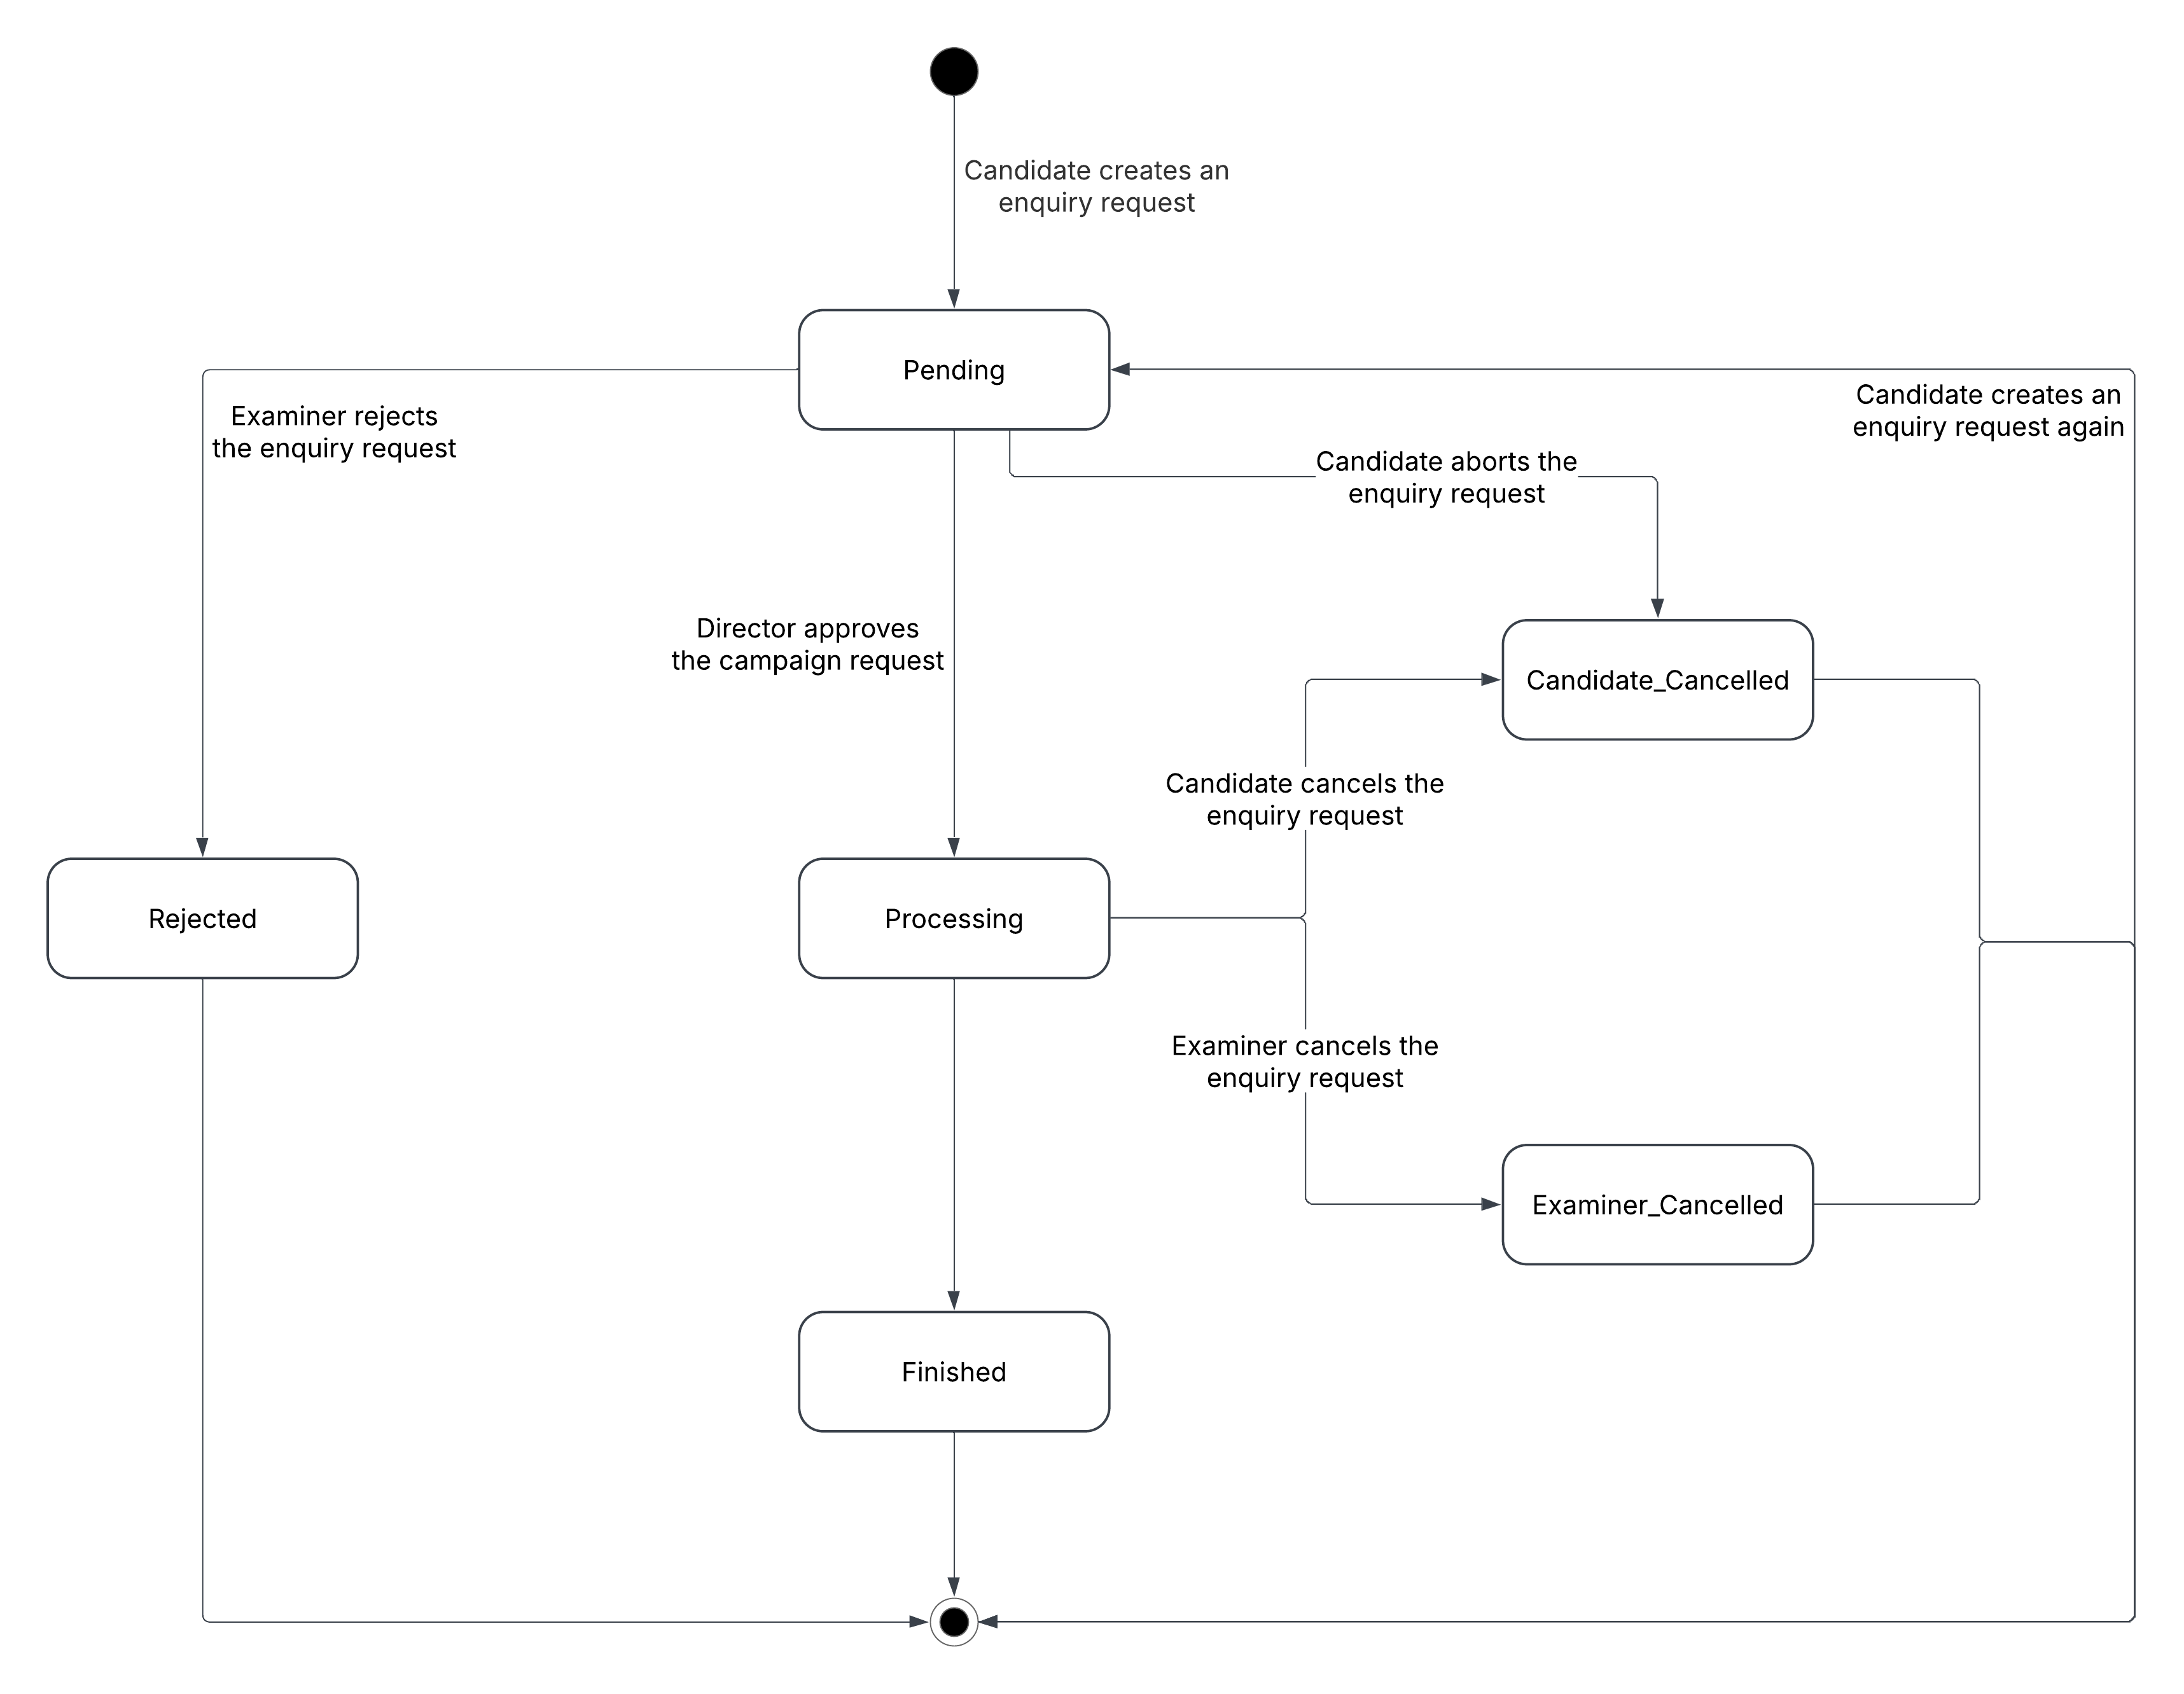 Candidate creates an
enquiry request
Pending
Candidate creates an
enquiry request again
Examiner rejects
the enquiry request
Candidate aborts the
enquiry request
Director approves
the campaign request
Candidate_Cancelled
Candidate cancels the
enquiry request
Rejected
Processing
Examiner cancels the
enquiry request
Examiner_Cancelled
Finished